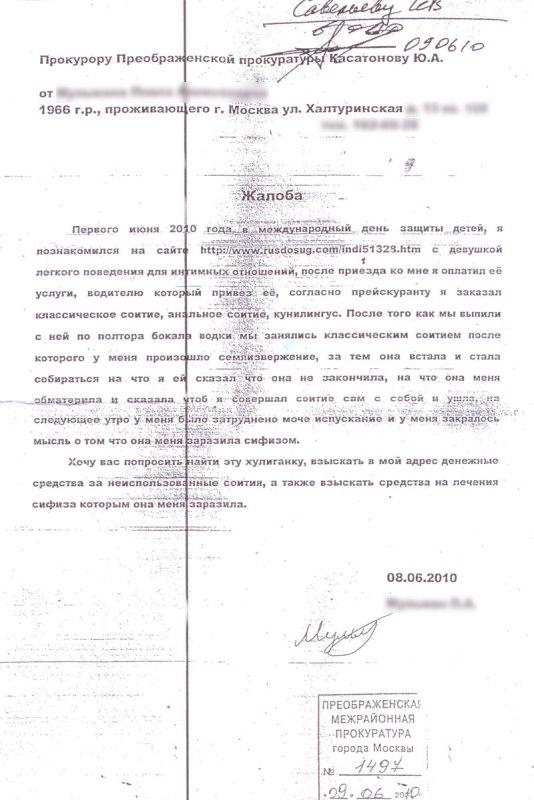 Савельеву
090610
Прокурору Преображенской прокуратуры Касатонову Ю.А.
от
1966 г.р., проживающего г. Москва ул. Халтуринская
Жалоба
Первого июня 2010 года в международный день защиты детей, я
познакомился на сайте http://www.rusdosug.com/indi51329.htm с девушкой
легкого поведения для интимных отношений, после приезда ко мне я оплатил её
услуги, водителю который привез её, согласно прейскуранту я заказал
классическое соитие, анальное соитие, кунилингус. После того как мы выпили
с ней по полтора бокала водки мы занялись классическим соитием после
которого у меня произошло семяизвержение, за тем она встала и стала
собираться на что я ей сказал что она не закончила, на что она меня
обматерила и сказала чтоб я совершал соитие сам с собой и ушла, на
следующее утро у меня было затруднено моче испускание и у меня закралось
мысль о том что она меня заразила сифизом.
Хочу вас попросить найти эту хулиганку, взыскать в мой адрес денежные
средства за неиспользованные соития, а также взыскать средства на лечения
сифиза которым она меня заразила.
08.06.2010
ПРЕОБРАЖЕНСКАЯ
МЕЖРАЙОННАЯ
ПРОКУРАТУРА
города Москвы
№ 1497
"29" 06 2010